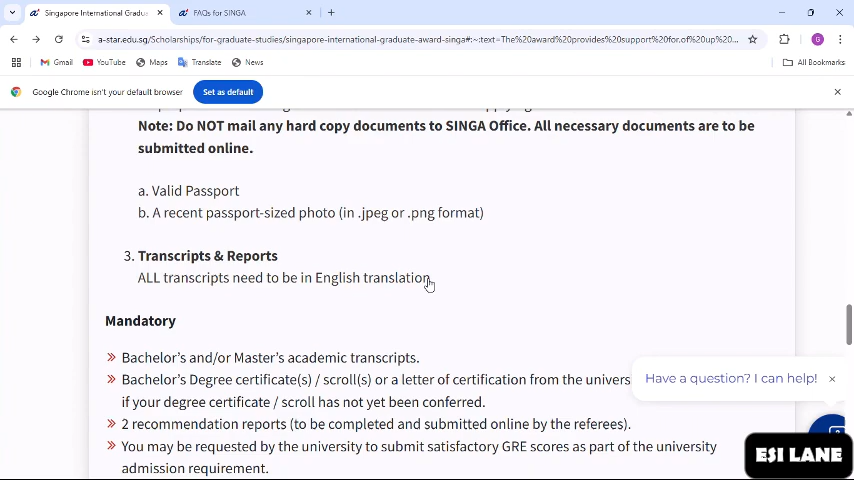 Singapore International Gradua
FAQs for SINGA
a-star.edu.sg/Scholarships/for-graduate-studies/singapore-international-graduate-award-singa#:~:text=The%20award%20provides%20support%20for.of%20up%20...
Gmail
YouTube
Maps
Translate
News
All Bookmarks
G
Google Chrome isn't your default browser
Set as default
Note: Do NOT mail any hard copy documents to SINGA Office. All necessary documents are to be
submitted online.
a. Valid Passport
b. A recent passport-sized photo (in .jpeg or .png format)
3. Transcripts & Reports
ALL transcripts need to be in English translation
Mandatory
Bachelor's and/or Master's academic transcripts.
Bachelor's Degree certificate(s) / scroll(s) or a letter of certification from the univers
if your degree certificate / scroll has not yet been conferred.
2 recommendation reports (to be completed and submitted online by the referees).
You may be requested by the university to submit satisfactory GRE scores as part of the university
admission requirement.
Have a question? I can help!
ESI LANE